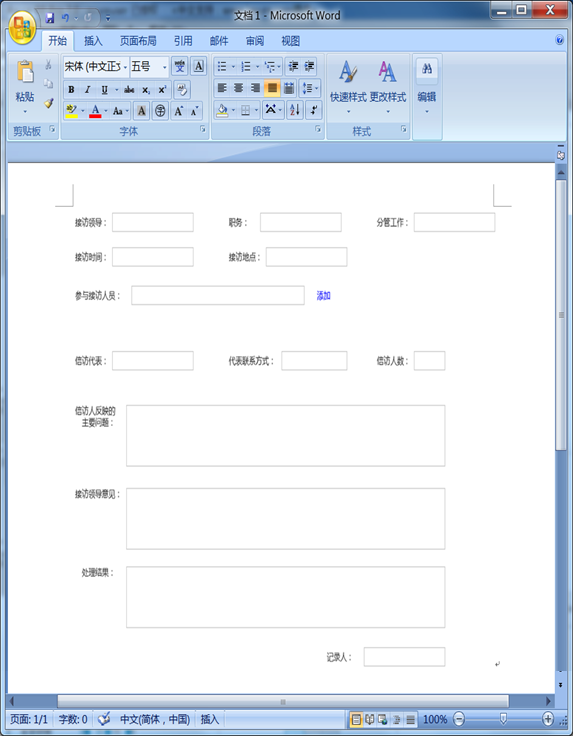 文档 1 - Microsoft Word
开始 插入 页面布局 引用 邮件 审阅 视图
宋体 (中文正文 五号
粘贴 快速样式 更改样式 编辑
剪贴板 字体 段落 样式
接访领导： 职务： 分管工作：
接访时间： 接访地点：
参与接访人员： 添加
信访代表： 代表联系方式： 信访人数：
信访人反映的
主要问题：
接访领导意见：
处理结果：
记录人：
页面: 1/1 字数: 0 中文(简体，中国) 插入 100%